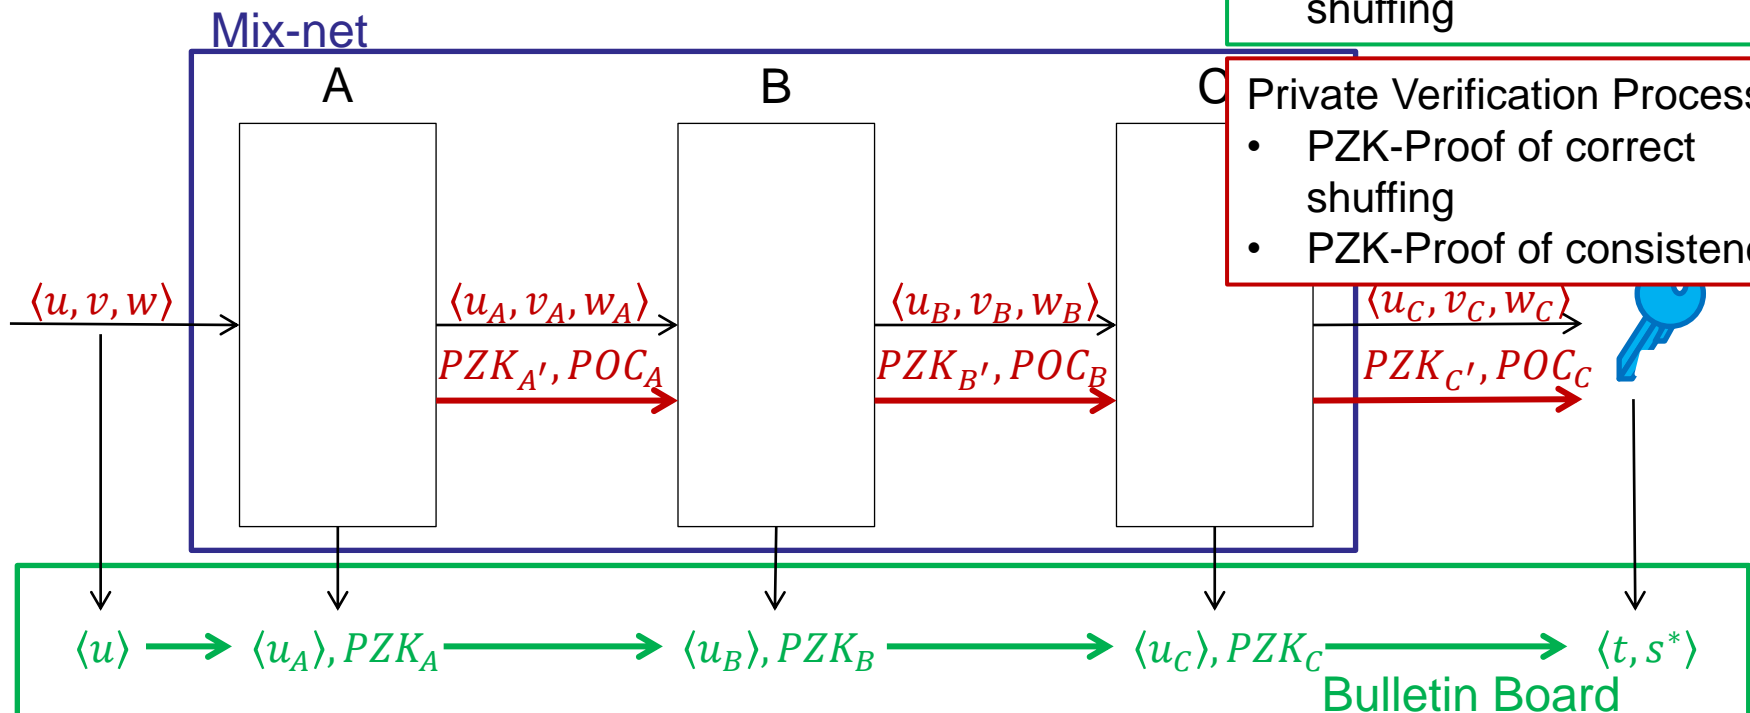 shuffing
Mix-net
A B C
Private Verification Process
• PZK-Proof of correct
shuffing
• PZK-Proof of consistenc
⟨u, v, w⟩ ⟨u_A, v_A, w_A⟩ ⟨u_B, v_B, w_B⟩ ⟨u_C, v_C, w_C⟩
PZK_A′, POC_A PZK_B′, POC_B PZK_C′, POC_C
⟨u⟩ ⟨u_A⟩, PZK_A ⟨u_B⟩, PZK_B ⟨u_C⟩, PZK_C ⟨t, s*⟩
Bulletin Board